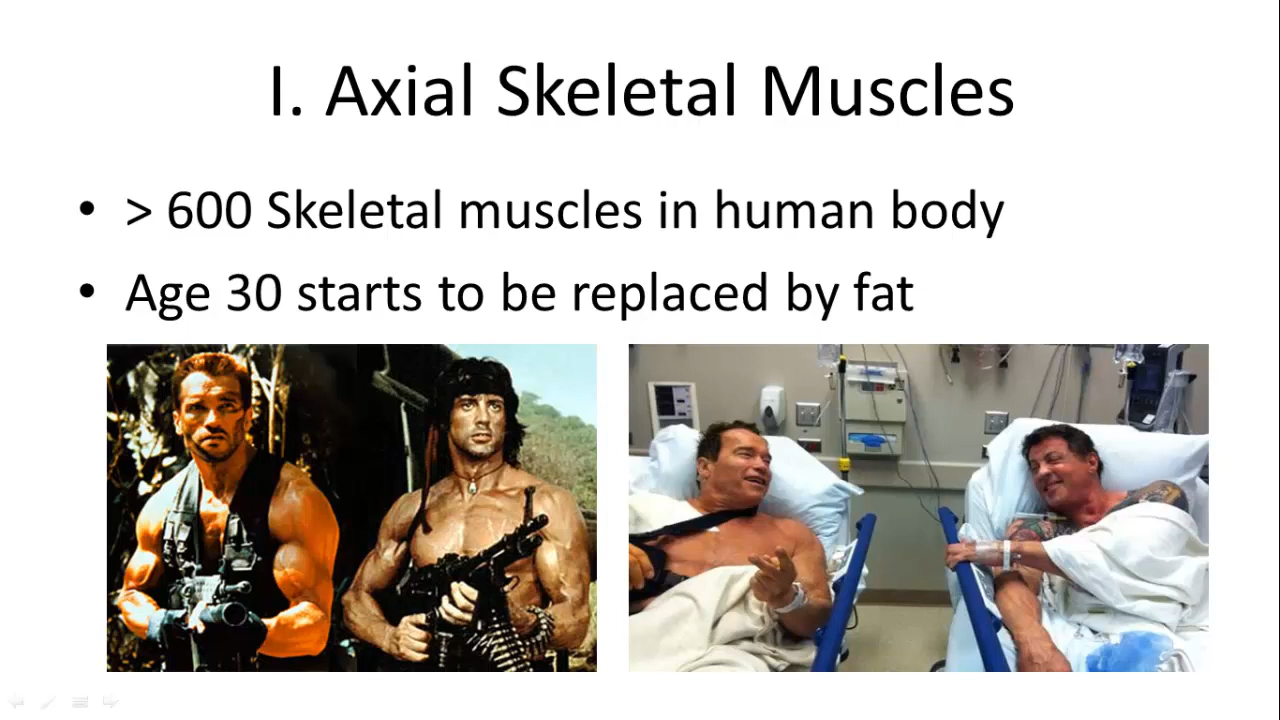 I. Axial Skeletal Muscles
• > 600 Skeletal muscles in human body
• Age 30 starts to be replaced by fat